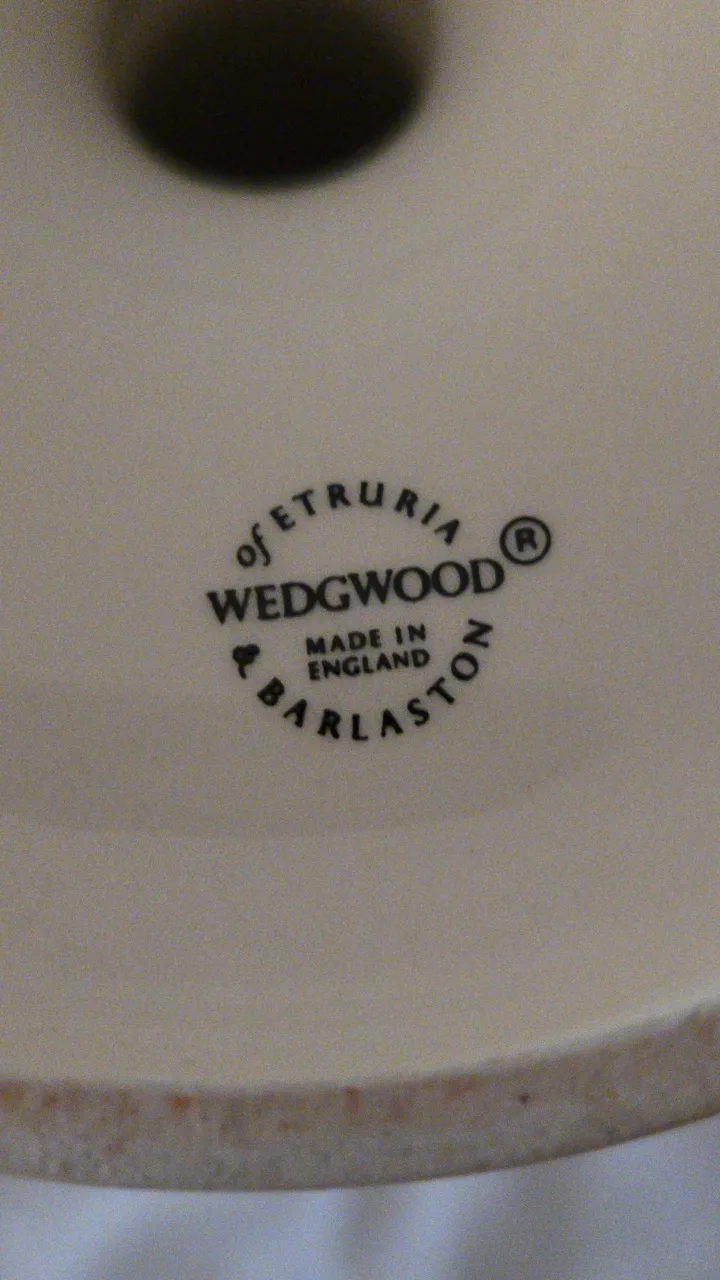 of ETRURIA
WEDGWOOD ®
MADE IN
ENGLAND
& BARLASTON